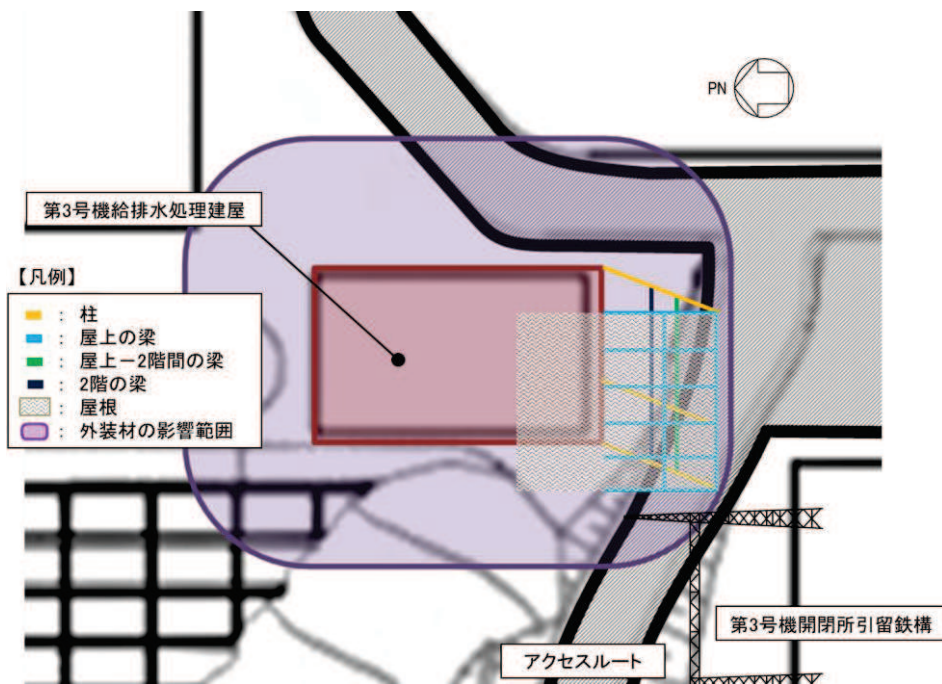 PN
第3号機給排水処理建屋
【凡例】
：柱
：屋上の梁
：屋上－2階間の梁
：2階の梁
：屋根
：外装材の影響範囲
第3号機開閉所引留鉄構
アクセスルート